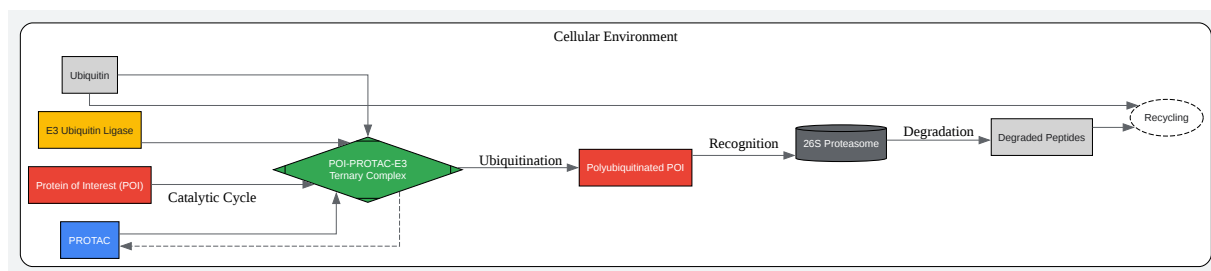 Cellular Environment
Ubiquitin
E3 Ubiquitin Ligase
Protein of Interest (POI)
PROTAC
Catalytic Cycle
POI-PROTAC-E3
Ternary Complex
Ubiquitination
Polyubiquitinated POI
Recognition
26S Proteasome
Degradation
Degraded Peptides
Recycling